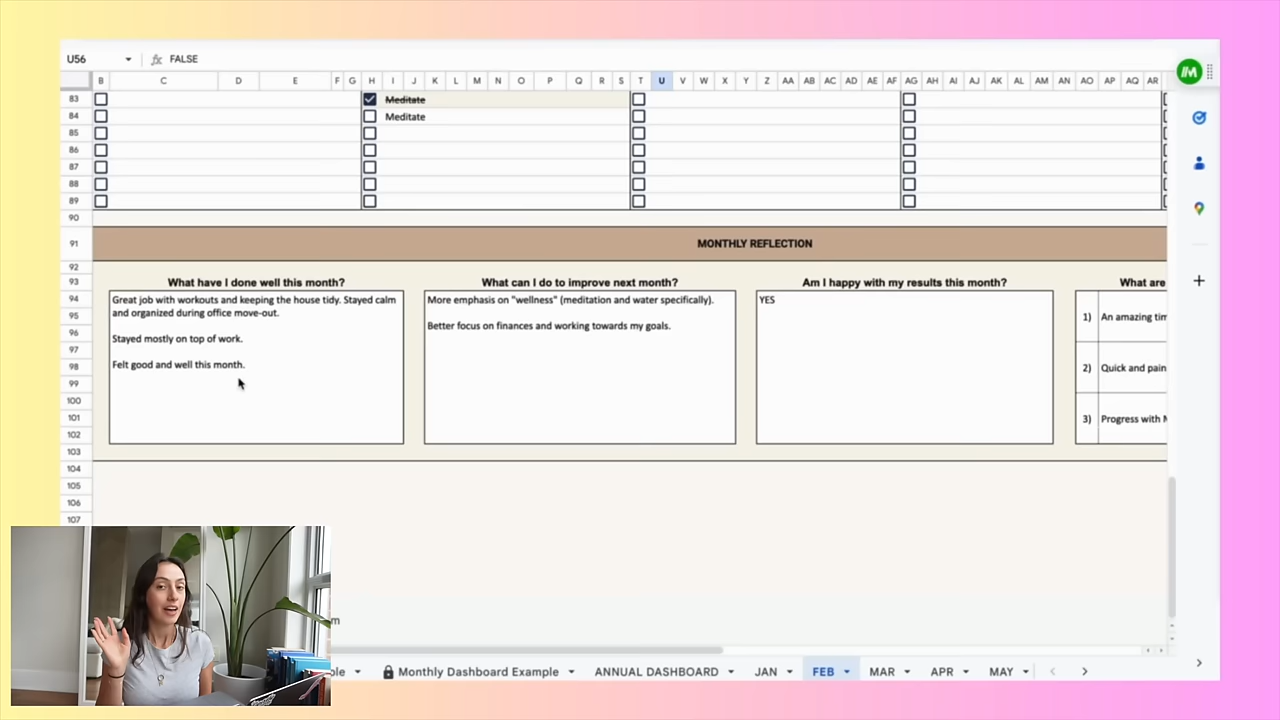 U56 fx FALSE
B C D E F G H I J K L M N O P Q R S T U V W X Y Z AA AB AC AD AE AF AG AH AI AJ AK AL AM AN AO AP AQ AR
83 Meditate
84 Meditate
85
86
87
88
89
90
91 MONTHLY REFLECTION
92
93 What have I done well this month? What can I do to improve next month? Am I happy with my results this month? What are
94 Great job with workouts and keeping the house tidy. Stayed calm More emphasis on "wellness" (meditation and water specifically). YES
95 and organized during office move-out. 1) An amazing tim
96 Stayed mostly on top of work. Better focus on finances and working towards my goals.
97
98 Felt good and well this month. 2) Quick and pain
99
100
101 3) Progress with
102
103
104
105
106
107
Monthly Dashboard Example ANNUAL DASHBOARD JAN FEB MAR APR MAY